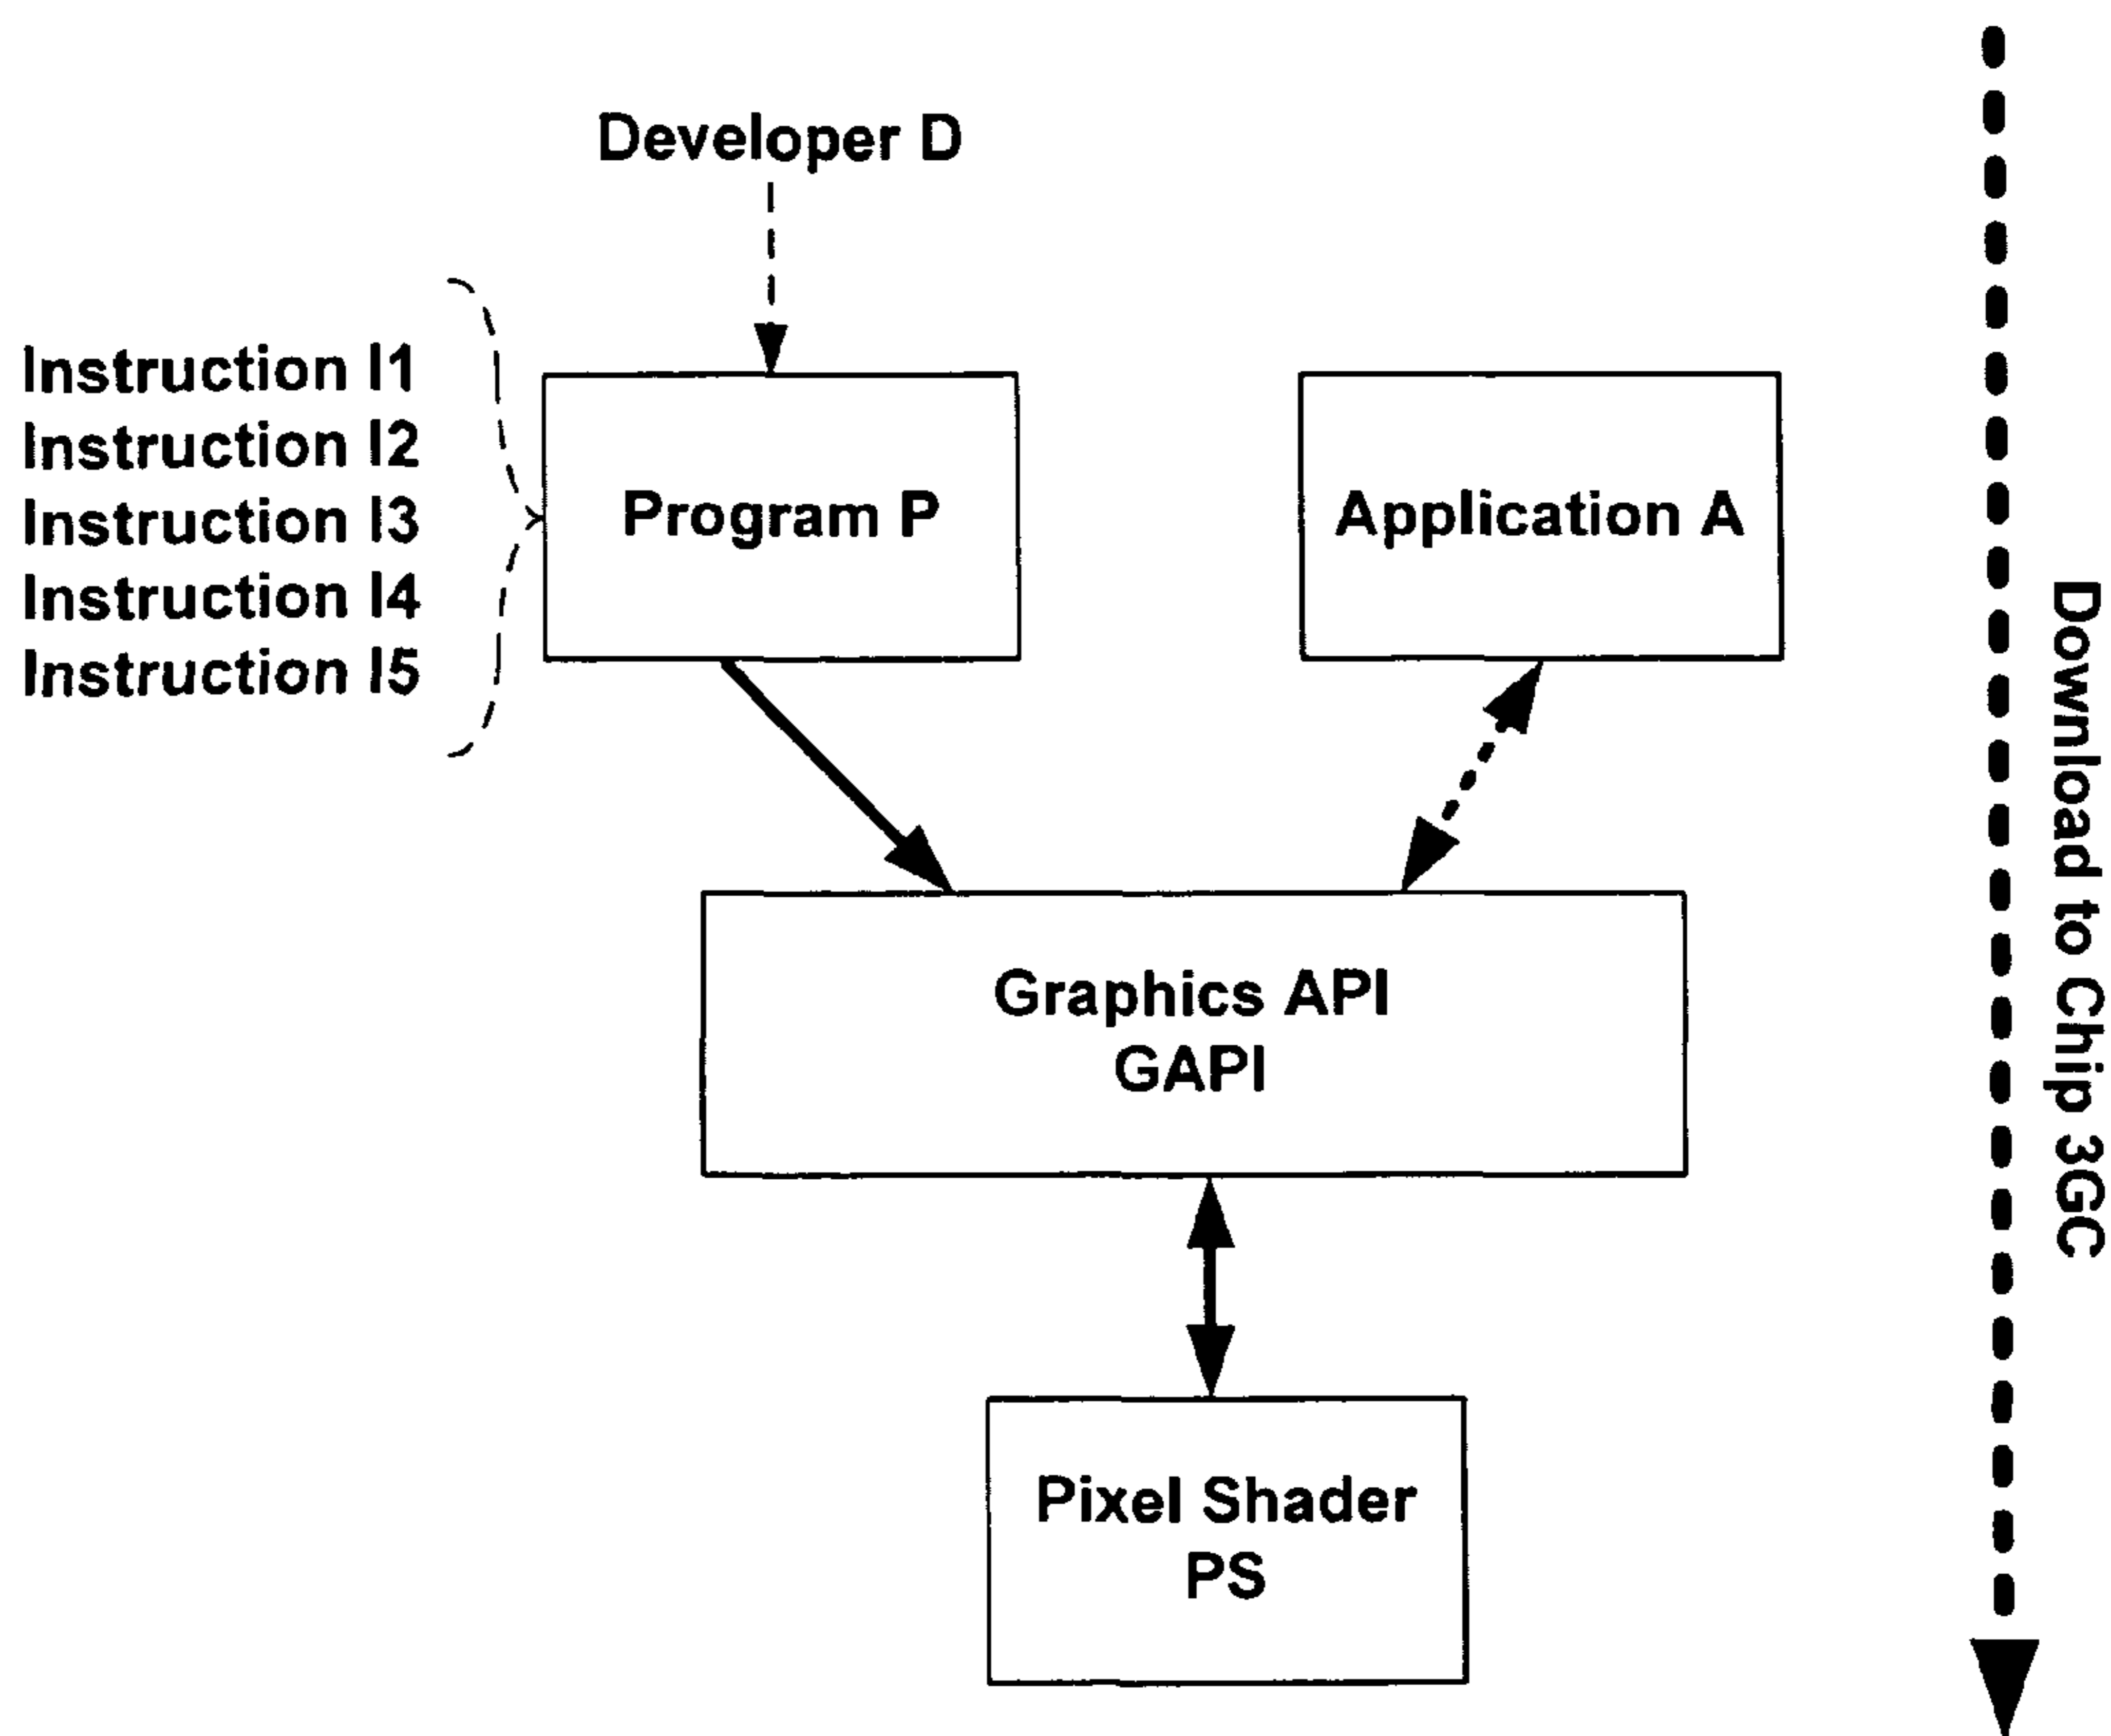 Developer D
Instruction I1
Instruction I2
Instruction I3
Instruction I4
Instruction I5
Program P
Application A
Graphics API
GAPI
Pixel Shader
PS
Download to Chip 3GC